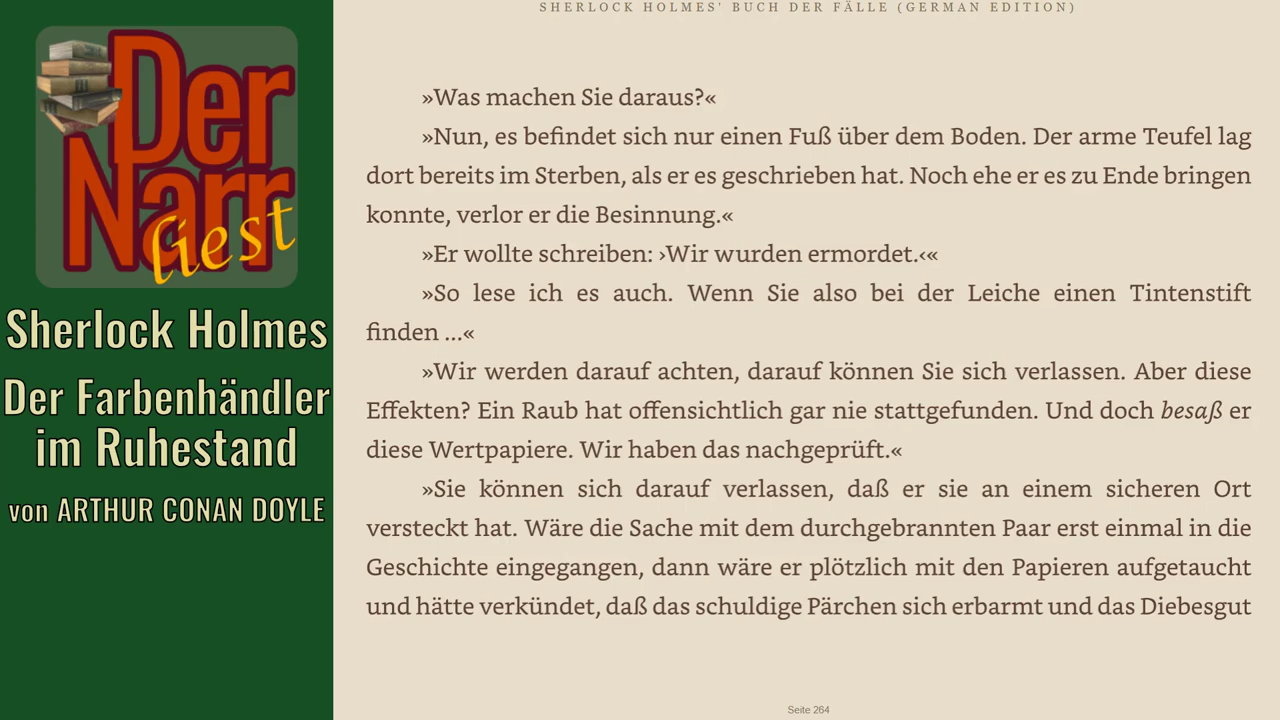 Der
Narr
liest
Sherlock Holmes
Der Farbenhändler
im Ruhestand
von ARTHUR CONAN DOYLE
SHERLOCK HOLMES' BUCH DER FÄLLE (GERMAN EDITION)
»Was machen Sie daraus?«
»Nun, es befindet sich nur einen Fuß über dem Boden. Der arme Teufel lag
dort bereits im Sterben, als er es geschrieben hat. Noch ehe er es zu Ende bringen
konnte, verlor er die Besinnung.«
»Er wollte schreiben: ›Wir wurden ermordet.‹«
»So lese ich es auch. Wenn Sie also bei der Leiche einen Tintenstift
finden ...«
»Wir werden darauf achten, darauf können Sie sich verlassen. Aber diese
Effekten? Ein Raub hat offensichtlich gar nie stattgefunden. Und doch besaß er
diese Wertpapiere. Wir haben das nachgeprüft.«
»Sie können sich darauf verlassen, daß er sie an einem sicheren Ort
versteckt hat. Wäre die Sache mit dem durchgebrannten Paar erst einmal in die
Geschichte eingegangen, dann wäre er plötzlich mit den Papieren aufgetaucht
und hätte verkündet, daß das schuldige Pärchen sich erbarmt und das Diebesgut
Seite 264